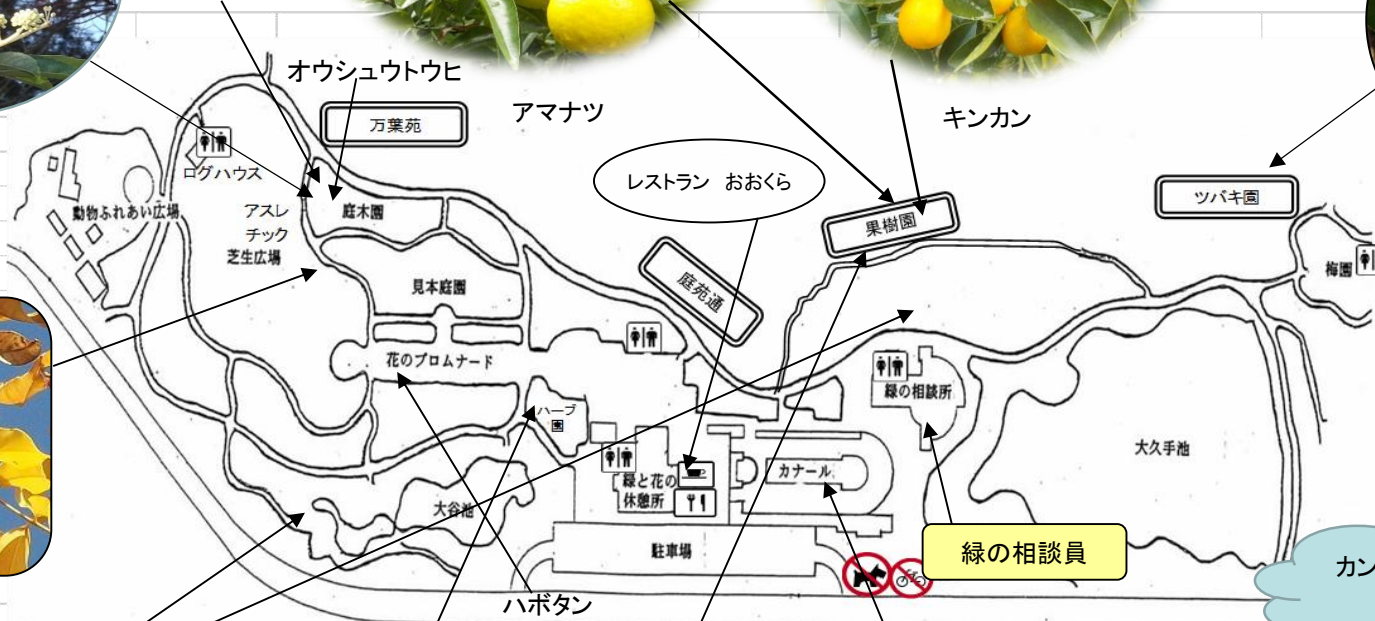 オウシュウトウヒ
万葉苑
アマナツ
キンカン
レストラン　おおくら
ツバキ園
果樹園
ログハウス
動物ふれあい広場
アスレ
チック
芝生広場
庭木園
見本庭園
庭苑通
梅園
花のプロムナード
ハーブ
園
緑の相談所
大久手池
カナール
緑と花の
休憩所
大谷池
駐車場
緑の相談員
カン
ハボタン